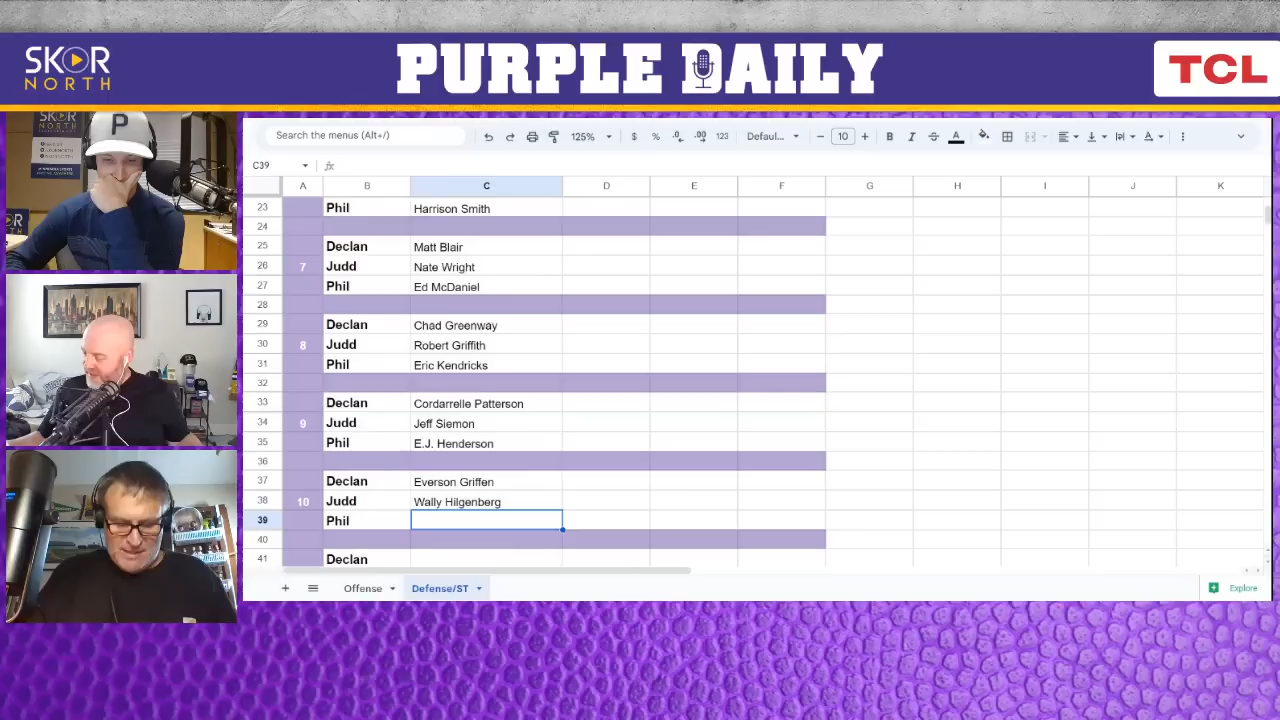 SKOR
NORTH
PURPLE DAILY
TCL
SKOR
NORTH
P
Search the menus (Alt+/)
125%
$ % .0 .00 123
Defaul...
10
B I S A
C39
fx
A B C D E F G H I J K
23 Phil Harrison Smith
24
25 Declan Matt Blair
26 7 Judd Nate Wright
27 Phil Ed McDaniel
28
29 Declan Chad Greenway
30 8 Judd Robert Griffith
31 Phil Eric Kendricks
32
33 Declan Cordarrelle Patterson
34 9 Judd Jeff Siemon
35 Phil E.J. Henderson
36
37 Declan Everson Griffen
38 10 Judd Wally Hilgenberg
39 Phil
40
41 Declan
Offense
Defense/ST
Explore